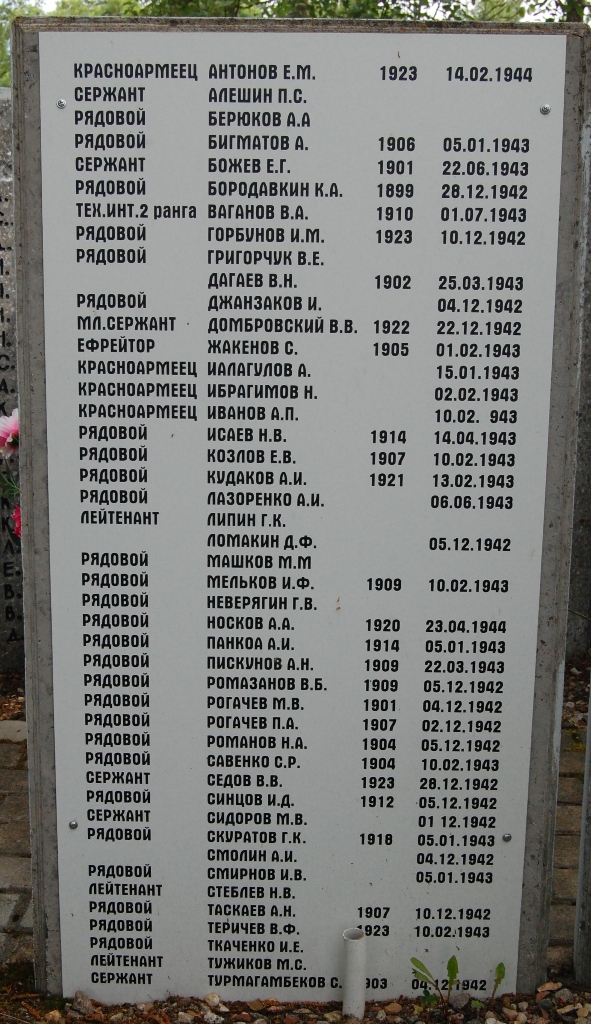 КРАСНОАРМЕЕЦ АНТОНОВ Е.М. 1923 14.02.1944
СЕРЖАНТ АЛЕШИН П.С.
РЯДОВОЙ БЕРЮКОВ А.А
РЯДОВОЙ БИГМАТОВ А. 1906 05.01.1943
СЕРЖАНТ БОЖЕВ Е.Г. 1901 22.06.1943
РЯДОВОЙ БОРОДАВКИН К.А. 1899 28.12.1942
ТЕХ.ИНТ.2 ранга ВАГАНОВ В.А. 1910 01.07.1943
РЯДОВОЙ ГОРБУНОВ И.М. 1923 10.12.1942
РЯДОВОЙ ГРИГОРЧУК В.Е.
ДАГАЕВ В.Н. 1902 25.03.1943
РЯДОВОЙ ДЖАНЗАКОВ И. 04.12.1942
МЛ.СЕРЖАНТ ДОМБРОВСКИЙ В.В. 1922 22.12.1942
ЕФРЕЙТОР ЖАКЕНОВ С. 1905 01.02.1943
КРАСНОАРМЕЕЦ ИАЛАГУЛОВ А. 15.01.1943
КРАСНОАРМЕЕЦ ИБРАГИМОВ Н. 02.02.1943
КРАСНОАРМЕЕЦ ИВАНОВ А.П. 10.02. 943
РЯДОВОЙ ИСАЕВ Н.В. 1914 14.04.1943
РЯДОВОЙ КОЗЛОВ Е.В. 1907 10.02.1943
РЯДОВОЙ КУДАКОВ А.И. 1921 13.02.1943
РЯДОВОЙ ЛАЗОРЕНКО А.И. 06.06.1943
ЛЕЙТЕНАНТ ЛИПИН Г.К.
ЛОМАКИН Д.Ф. 05.12.1942
РЯДОВОЙ МАШКОВ М.М
РЯДОВОЙ МЕЛЬКОВ И.Ф. 1909 10.02.1943
РЯДОВОЙ НЕВЕРЯГИН Г.В.
РЯДОВОЙ НОСКОВ А.А. 1920 23.04.1944
РЯДОВОЙ ПАНКОА А.И. 1914 05.01.1943
РЯДОВОЙ ПИСКУНОВ А.Н. 1909 22.03.1943
РЯДОВОЙ РОМАЗАНОВ В.Б. 1909 05.12.1942
РЯДОВОЙ РОГАЧЕВ М.В. 1901 04.12.1942
РЯДОВОЙ РОГАЧЕВ П.А. 1907 02.12.1942
РЯДОВОЙ РОМАНОВ Н.А. 1904 05.12.1942
РЯДОВОЙ САВЕНКО С.Р. 1904 10.02.1943
СЕРЖАНТ СЕДОВ В.В. 1923 28.12.1942
РЯДОВОЙ СИНЦОВ И.Д. 1912 05.12.1942
СЕРЖАНТ СИДОРОВ М.В. 01 12.1942
РЯДОВОЙ СКУРАТОВ Г.К. 1918 05.01.1943
СМОЛИН А.И. 04.12.1942
РЯДОВОЙ СМИРНОВ И.В. 05.01.1943
ЛЕЙТЕНАНТ СТЕБЛЕВ Н.В.
РЯДОВОЙ ТАСКАЕВ А.Н. 1907 10.12.1942
РЯДОВОЙ ТЕРИЧЕВ В.Ф. 1923 10.02.1943
РЯДОВОЙ ТКАЧЕНКО И.Е.
ЛЕЙТЕНАНТ ТУЖИКОВ М.С.
СЕРЖАНТ ТУРМАГАМБЕКОВ С. 903 04.12.1942